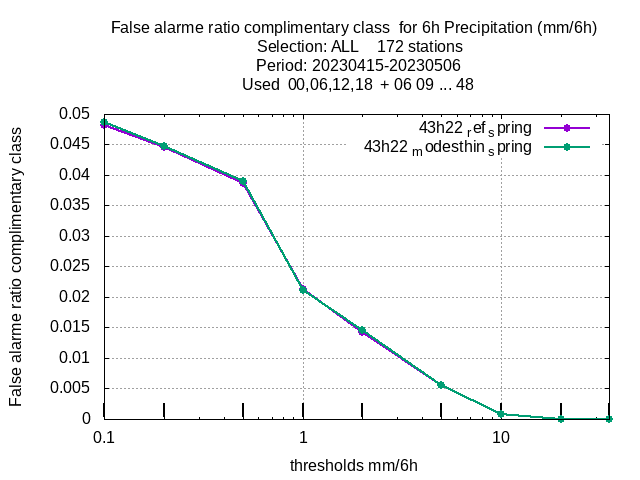 False alarme ratio complimentary class  for 6h Precipitation (mm/6h)
Selection: ALL    172 stations
Period: 20230415-20230506
Used  00,06,12,18  + 06 09 ... 48
False alarme ratio complimentary class
0.05
0.045
0.04
0.035
0.03
0.025
0.02
0.015
0.01
0.005
0
43h22 ref spring
43h22 modesthin spring
0.1 1 10
thresholds mm/6h